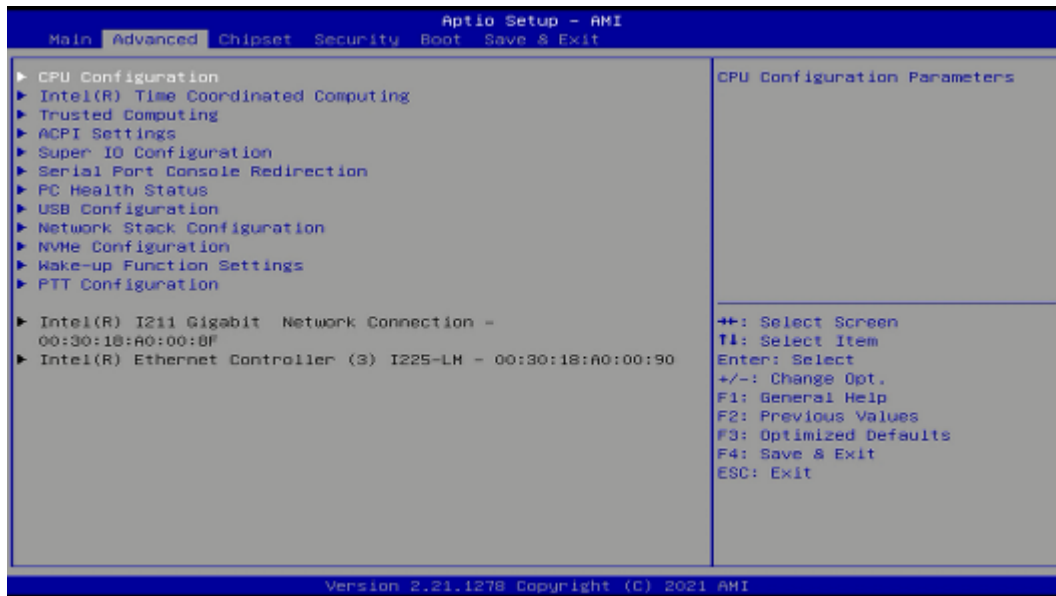 Aptio Setup - AMI
Main Advanced Chipset Security Boot Save & Exit
▶ CPU Configuration
▶ Intel(R) Time Coordinated Computing
▶ Trusted Computing
▶ ACPI Settings
▶ Super IO Configuration
▶ Serial Port Console Redirection
▶ PC Health Status
▶ USB Configuration
▶ Network Stack Configuration
▶ NVMe Configuration
▶ Wake-up Function Settings
▶ PTT Configuration
▶ Intel(R) I211 Gigabit  Network Connection -
00:30:18:A0:00:8F
▶ Intel(R) Ethernet Controller (3) I225-LM - 00:30:18:A0:00:90
CPU Configuration Parameters
→←: Select Screen
↑↓: Select Item
Enter: Select
+/-: Change Opt.
F1: General Help
F2: Previous Values
F3: Optimized Defaults
F4: Save & Exit
ESC: Exit
Version 2.21.1278 Copyright (C) 2021 AMI